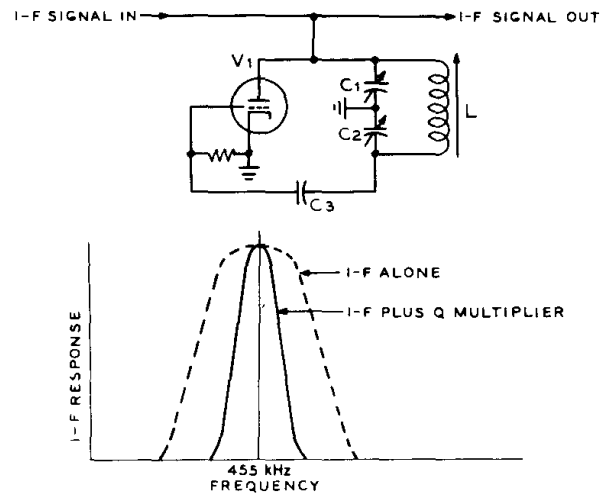 I-F SIGNAL IN
I-F SIGNAL OUT
V1
C1
C2
L
C3
I-F ALONE
I-F PLUS Q MULTIPLIER
I-F RESPONSE
455 kHz
FREQUENCY